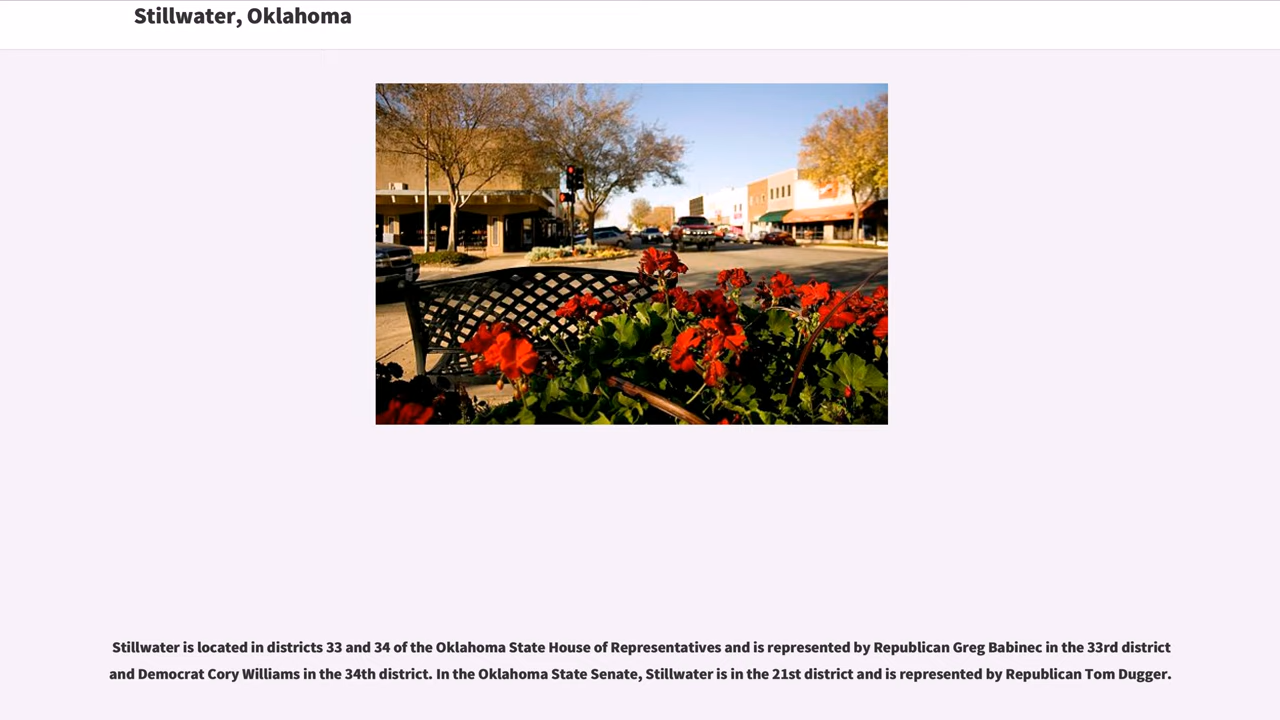 Stillwater, Oklahoma
Stillwater is located in districts 33 and 34 of the Oklahoma State House of Representatives and is represented by Republican Greg Babinec in the 33rd district
and Democrat Cory Williams in the 34th district. In the Oklahoma State Senate, Stillwater is in the 21st district and is represented by Republican Tom Dugger.